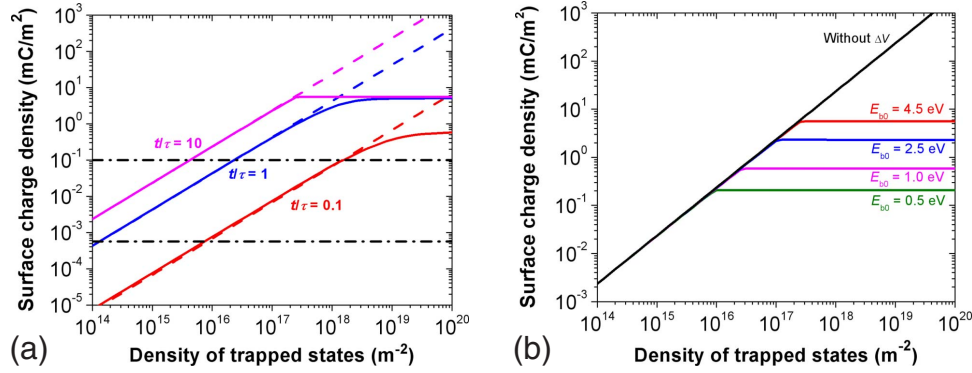 Surface charge density (mC/m²)
10³
10²
10¹
10⁰
10⁻¹
10⁻²
10⁻³
10⁻⁴
10⁻⁵
t/τ = 10
t/τ = 1
t/τ = 0.1
10¹⁴ 10¹⁵ 10¹⁶ 10¹⁷ 10¹⁸ 10¹⁹ 10²⁰
(a) Density of trapped states (m⁻²)
Surface charge density (mC/m²)
10³
10²
10¹
10⁰
10⁻¹
10⁻²
10⁻³
Without ΔV
E_b0 = 4.5 eV
E_b0 = 2.5 eV
E_b0 = 1.0 eV
E_b0 = 0.5 eV
10¹⁴ 10¹⁵ 10¹⁶ 10¹⁷ 10¹⁸ 10¹⁹ 10²⁰
(b) Density of trapped states (m⁻²)